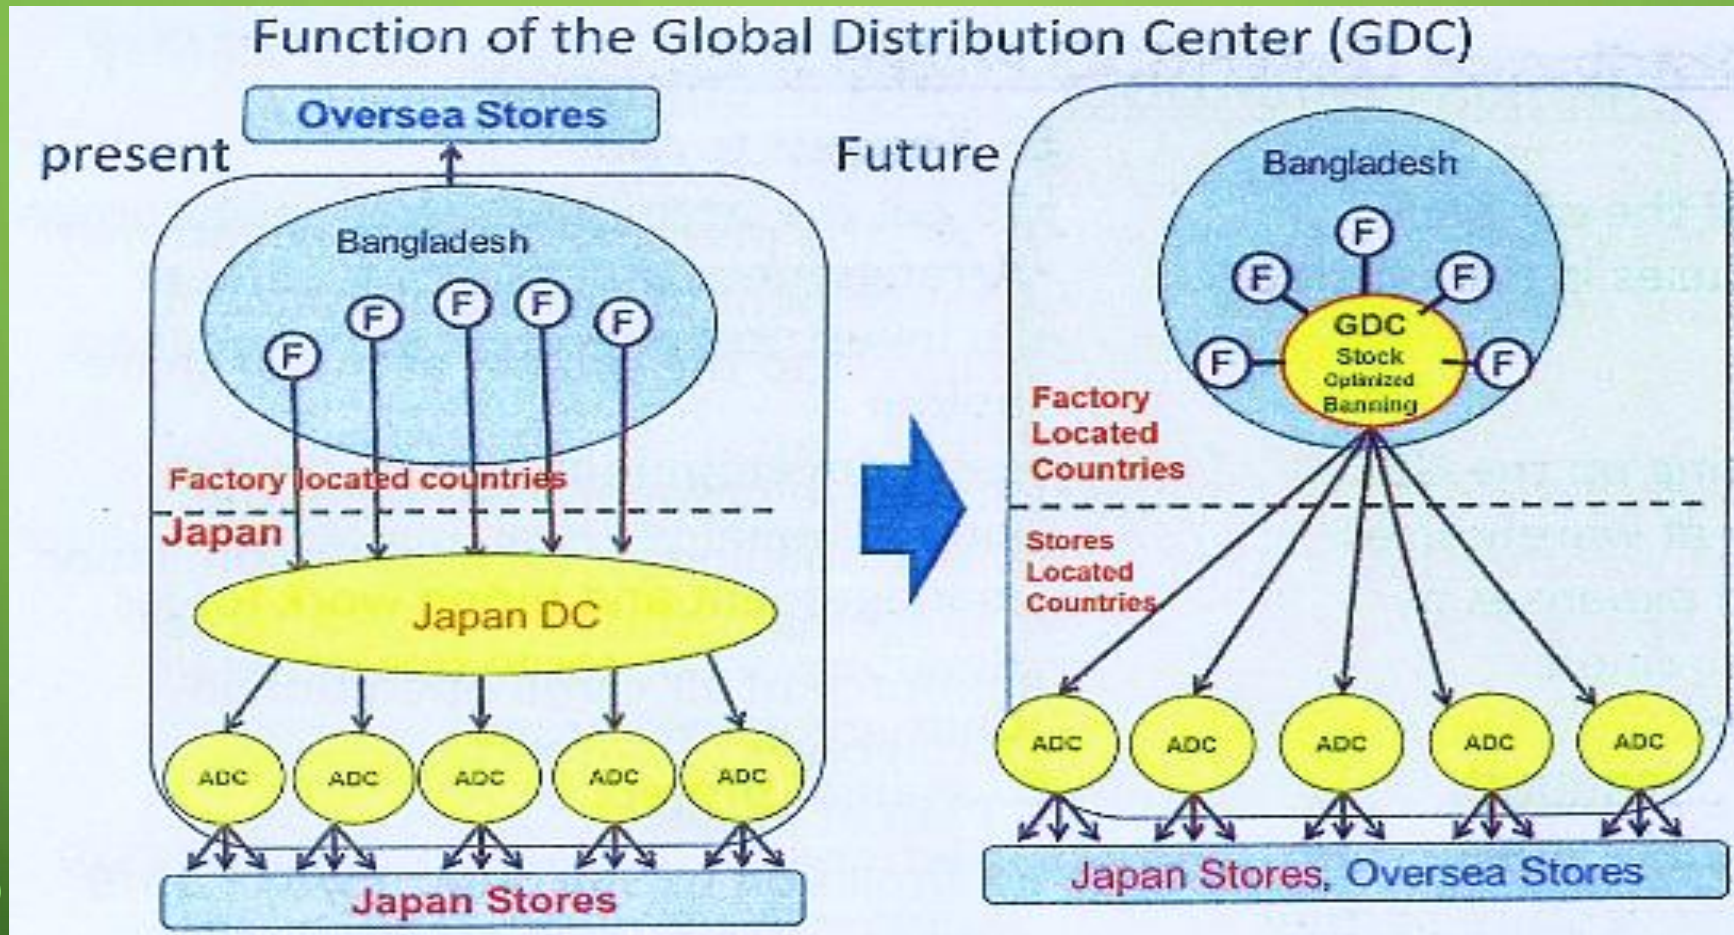 Function of the Global Distribution Center (GDC)
present
Oversea Stores
Bangladesh
F
F
F
F
F
Factory located countries
Japan
Japan DC
ADC
ADC
ADC
ADC
ADC
Japan Stores
Future
Bangladesh
F
F
F
F
F
GDC
Stock
Optimized
Banning
Factory
Located
Countries
Stores
Located
Countries
ADC
ADC
ADC
ADC
ADC
Japan Stores, Oversea Stores